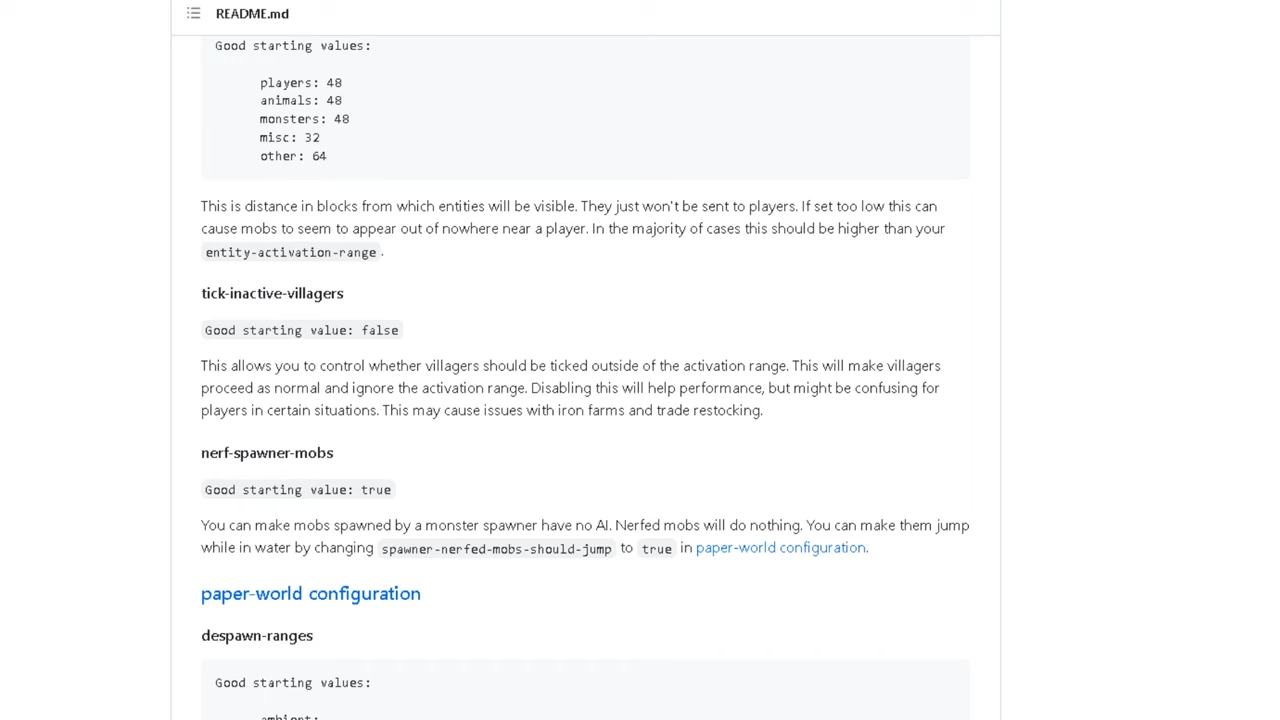 README.md
Good starting values:
players: 48
animals: 48
monsters: 48
misc: 32
other: 64
This is distance in blocks from which entities will be visible. They just won't be sent to players. If set too low this can
cause mobs to seem to appear out of nowhere near a player. In the majority of cases this should be higher than your
entity-activation-range.
tick-inactive-villagers
Good starting value: false
This allows you to control whether villagers should be ticked outside of the activation range. This will make villagers
proceed as normal and ignore the activation range. Disabling this will help performance, but might be confusing for
players in certain situations. This may cause issues with iron farms and trade restocking.
nerf-spawner-mobs
Good starting value: true
You can make mobs spawned by a monster spawner have no AI. Nerfed mobs will do nothing. You can make them jump
while in water by changing spawner-nerfed-mobs-should-jump to true in paper-world configuration.
paper-world configuration
despawn-ranges
Good starting values:
ambient: